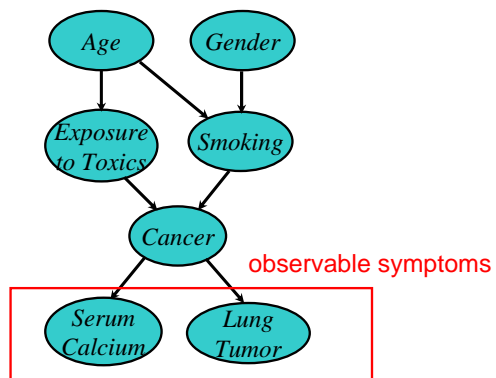 Age
Gender
Exposure
to Toxics
Smoking
Cancer
observable symptoms
Serum
Calcium
Lung
Tumor